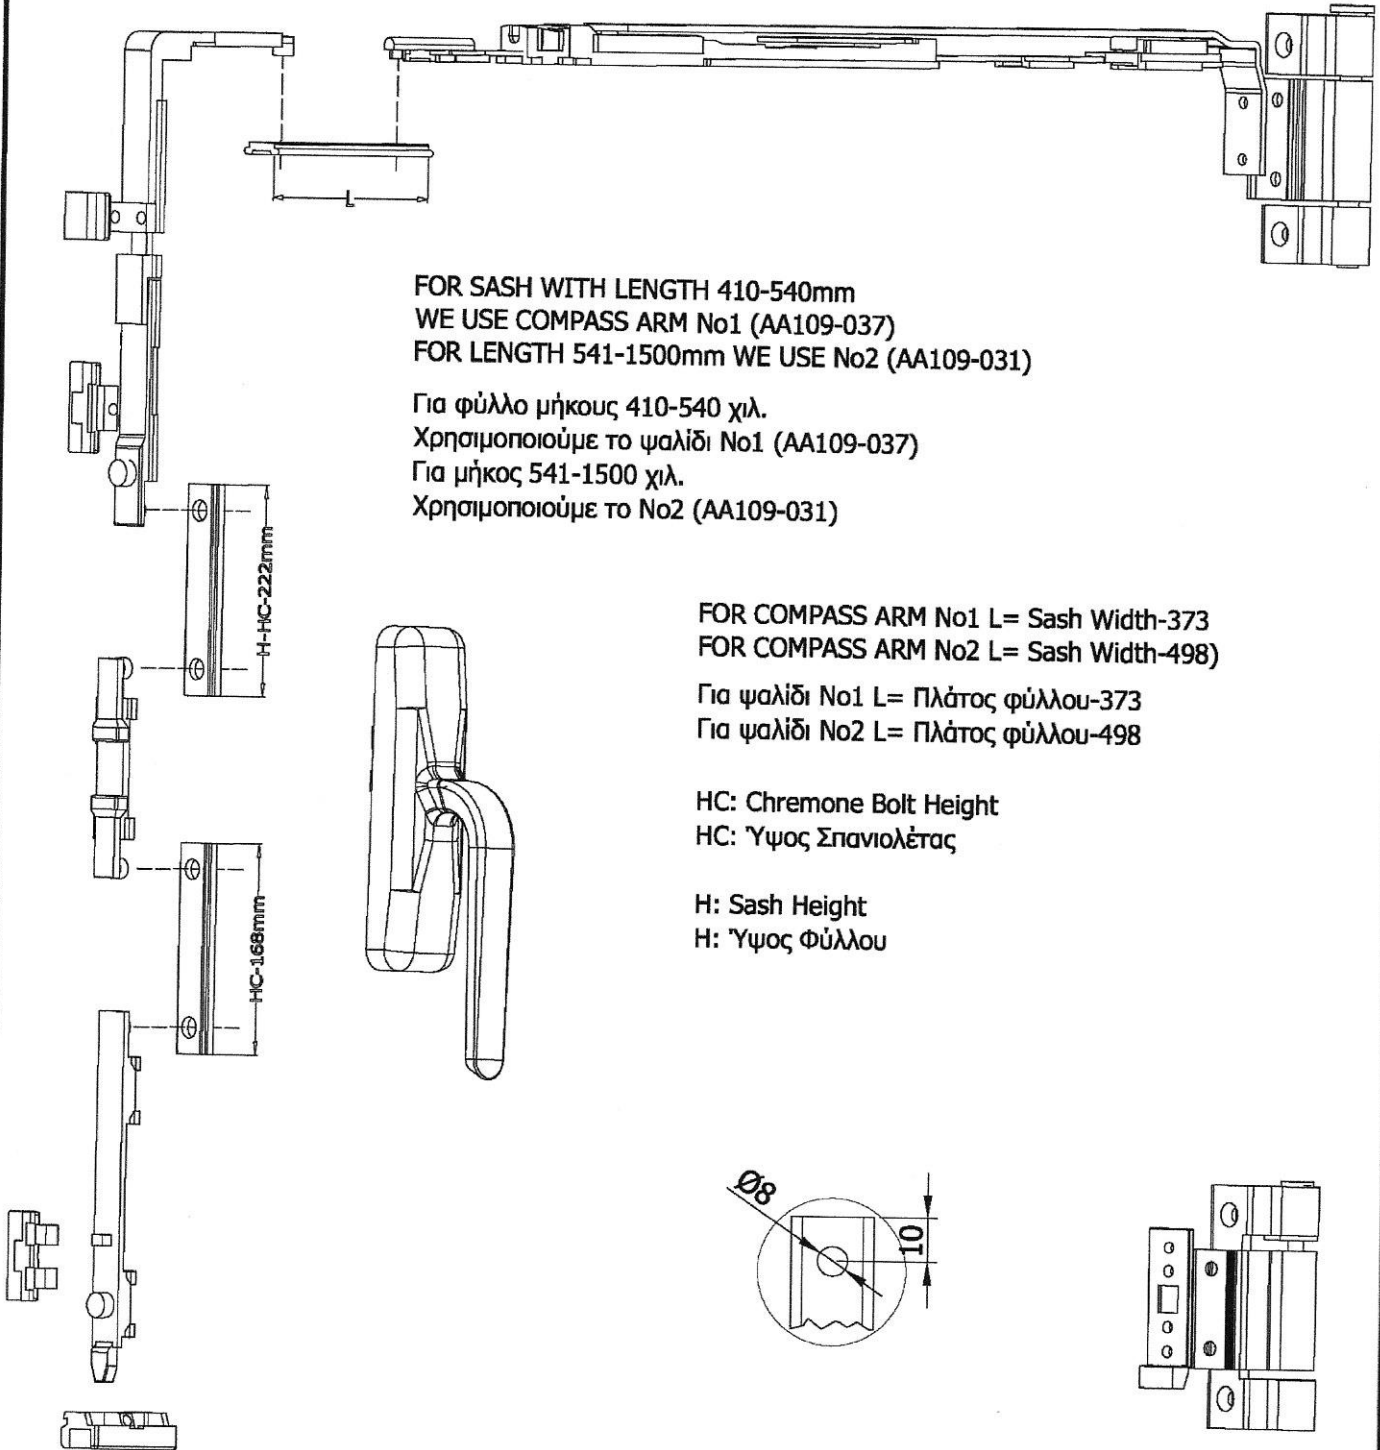 L
FOR SASH WITH LENGTH 410-540mm
WE USE COMPASS ARM No1 (AA109-037)
FOR LENGTH 541-1500mm WE USE No2 (AA109-031)
Για φύλλο μήκους 410-540 χιλ.
Χρησιμοποιούμε το ψαλίδι No1 (AA109-037)
Για μήκος 541-1500 χιλ.
Χρησιμοποιούμε το No2 (AA109-031)
H-HC-222mm
FOR COMPASS ARM No1 L= Sash Width-373
FOR COMPASS ARM No2 L= Sash Width-498)
Για ψαλίδι No1 L= Πλάτος φύλλου-373
Για ψαλίδι No2 L= Πλάτος φύλλου-498
HC: Chremone Bolt Height
HC: Ύψος Σπανιολέτας
H: Sash Height
H: Ύψος Φύλλου
HC-168mm
Ø8
10